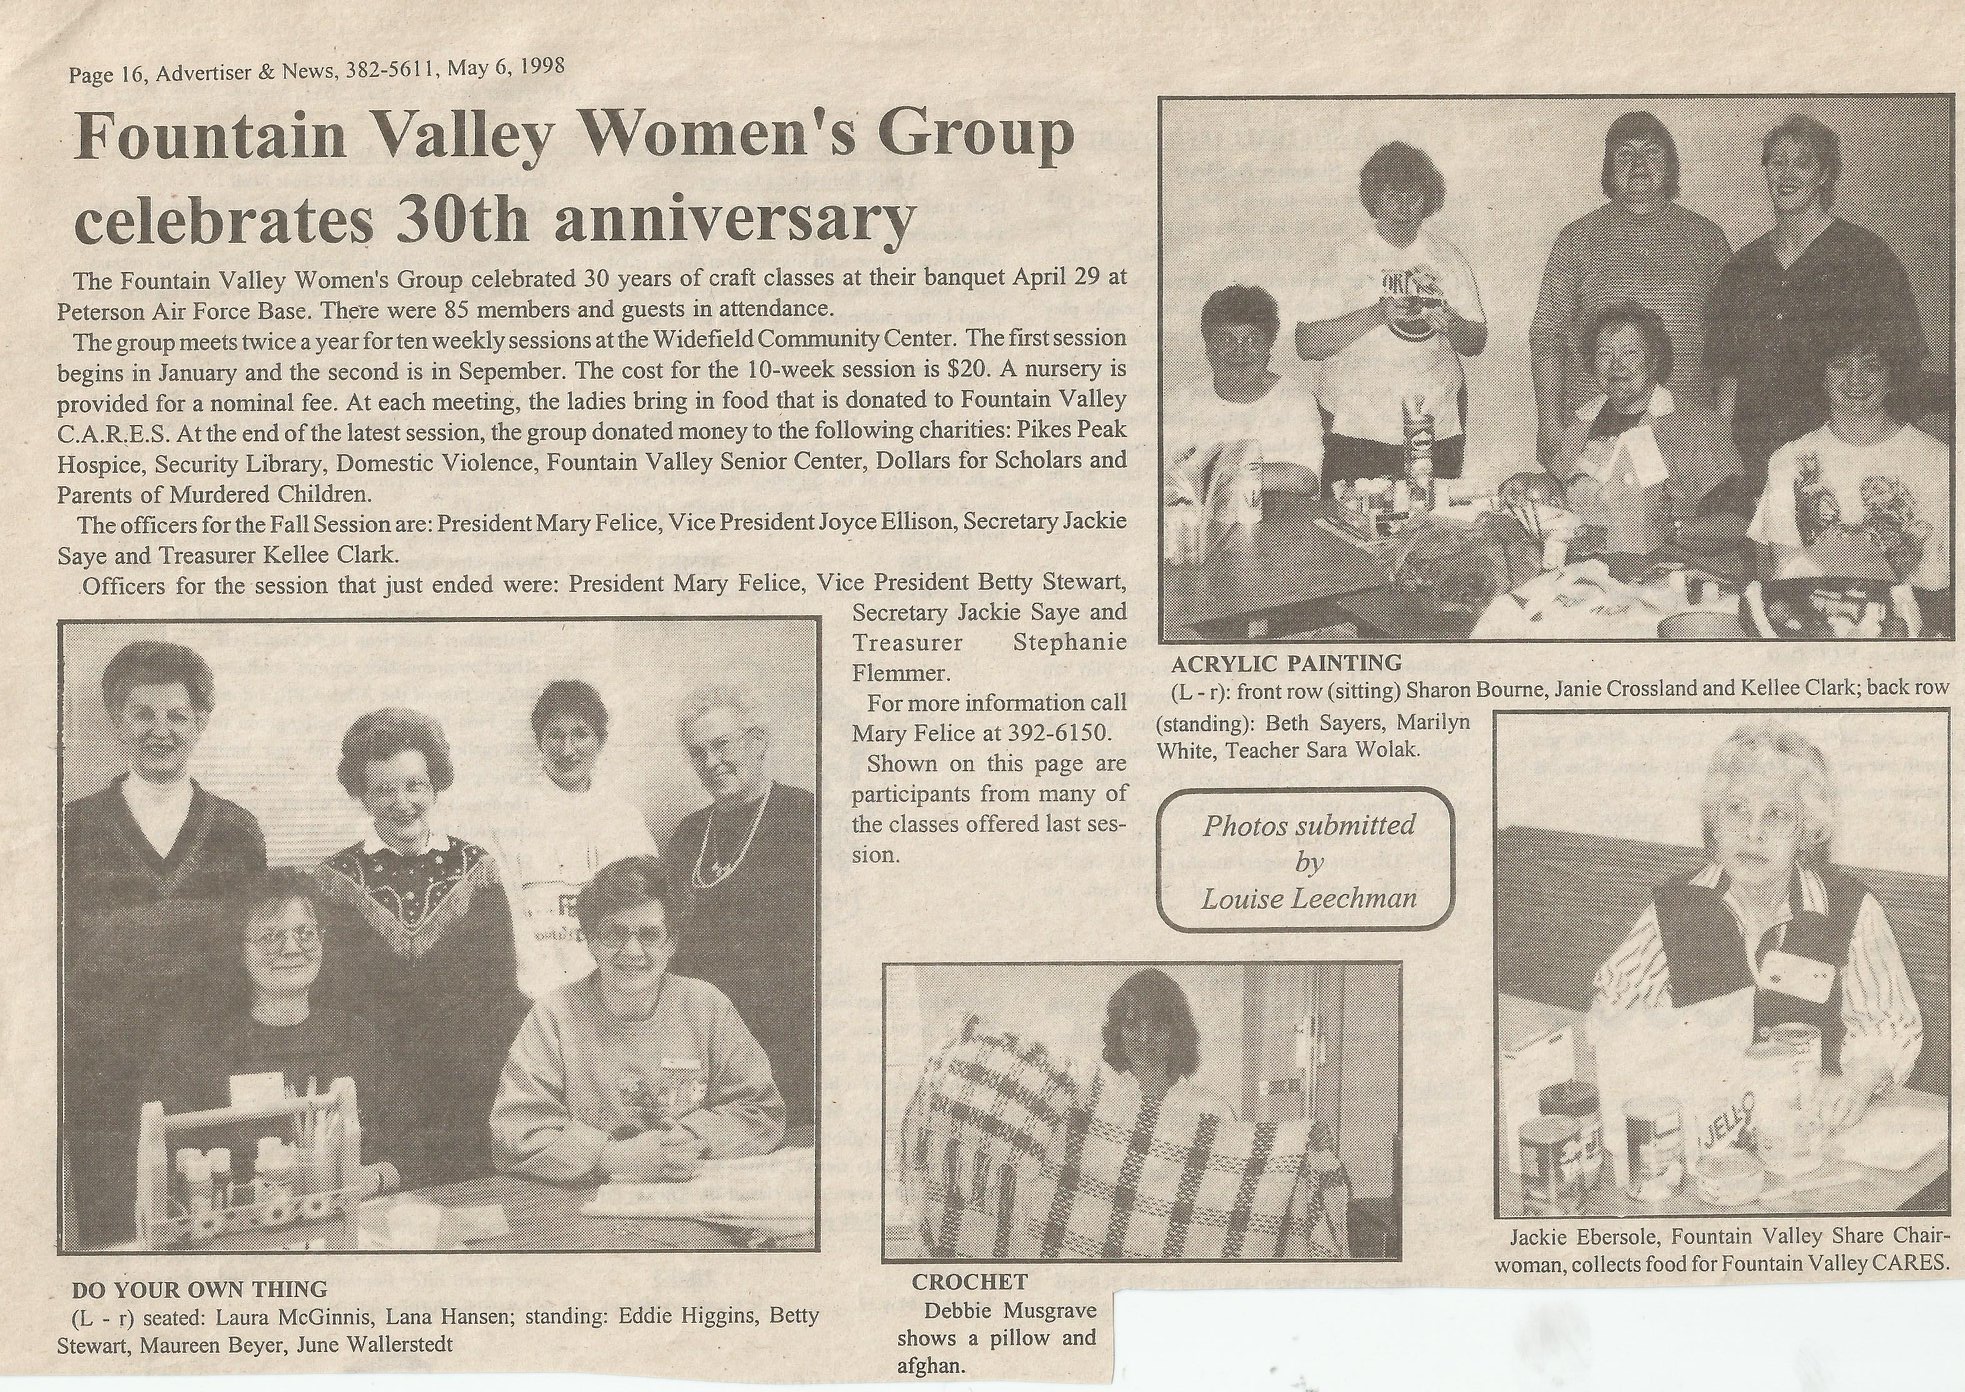 Page 16, Advertiser & News, 382-5611, May 6, 1998
Fountain Valley Women's Group
celebrates 30th anniversary
The Fountain Valley Women's Group celebrated 30 years of craft classes at their banquet April 29 at
Peterson Air Force Base. There were 85 members and guests in attendance.
The group meets twice a year for ten weekly sessions at the Widefield Community Center. The first session
begins in January and the second is in Sepember. The cost for the 10-week session is $20. A nursery is
provided for a nominal fee. At each meeting, the ladies bring in food that is donated to Fountain Valley
C.A.R.E.S. At the end of the latest session, the group donated money to the following charities: Pikes Peak
Hospice, Security Library, Domestic Violence, Fountain Valley Senior Center, Dollars for Scholars and
Parents of Murdered Children.
The officers for the Fall Session are: President Mary Felice, Vice President Joyce Ellison, Secretary Jackie
Saye and Treasurer Kellee Clark.
Officers for the session that just ended were: President Mary Felice, Vice President Betty Stewart,
Secretary Jackie Saye and
Treasurer Stephanie
Flemmer.
For more information call
Mary Felice at 392-6150.
Shown on this page are
participants from many of
the classes offered last ses-
sion.
ACRYLIC PAINTING
(L - r): front row (sitting) Sharon Bourne, Janie Crossland and Kellee Clark; back row
(standing): Beth Sayers, Marilyn
White, Teacher Sara Wolak.
Photos submitted
by
Louise Leechman
JELLO
Jackie Ebersole, Fountain Valley Share Chair-
woman, collects food for Fountain Valley CARES.
DO YOUR OWN THING
(L - r) seated: Laura McGinnis, Lana Hansen; standing: Eddie Higgins, Betty
Stewart, Maureen Beyer, June Wallerstedt
CROCHET
Debbie Musgrave
shows a pillow and
afghan.